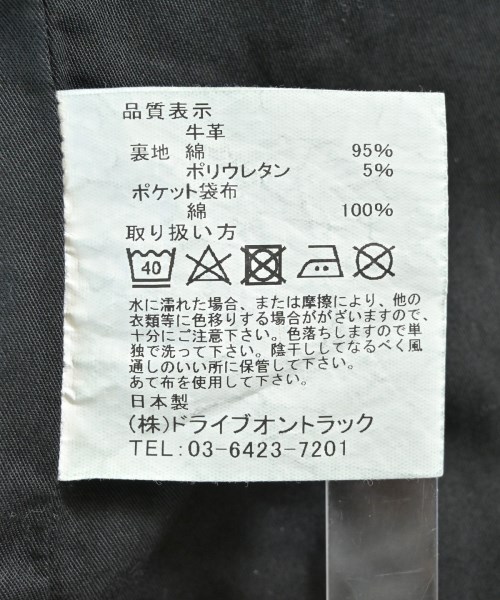 品質表示
牛革
裏地 綿 95%
ポリウレタン 5%
ポケット袋布
綿 100%
取り扱い方
40
水に濡れた場合、または摩擦により、他の
衣類等に色移りする場合ががざいますので、
十分にご注意下さい。色落ちしますので単
独で洗って下さい。陰干ししてなるべく風
通しのいい所に保管して下さい。
あて布を使用して下さい。
日本製
(株)ドライブオントラック
TEL:03-6423-7201